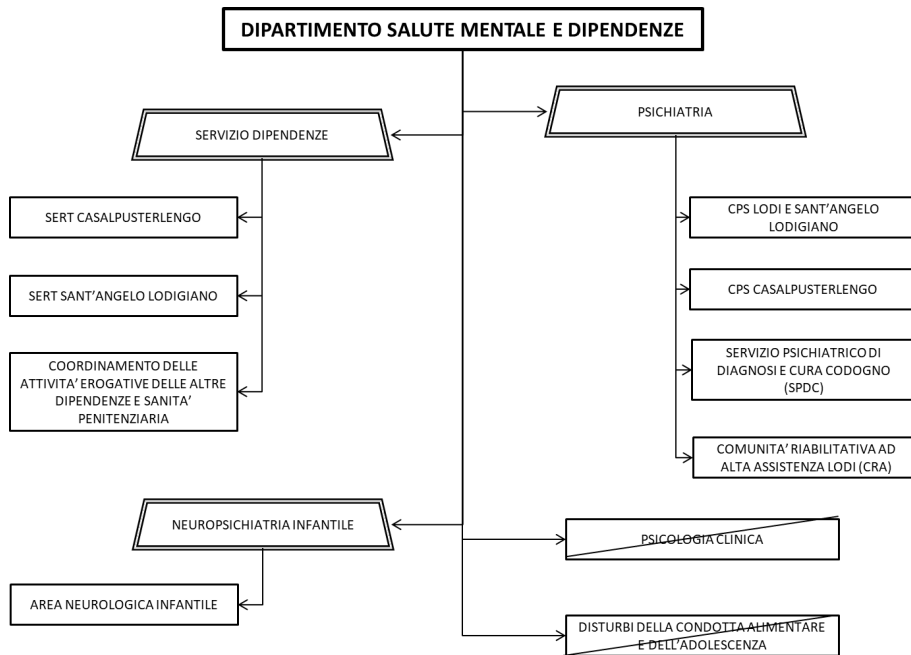 DIPARTIMENTO SALUTE MENTALE E DIPENDENZE
PSICHIATRIA
SERVIZIO DIPENDENZE
SERT CASALPUSTERLENGO
CPS LODI E SANT'ANGELO
LODIGIANO
SERT SANT'ANGELO LODIGIANO
CPS CASALPUSTERLENGO
COORDINAMENTO DELLE
ATTIVITA' EROGATIVE DELLE ALTRE
DIPENDENZE E SANITA'
PENITENZIARIA
SERVIZIO PSICHIATRICO DI
DIAGNOSI E CURA CODOGNO
(SPDC)
COMUNITA' RIABILITATIVA AD
ALTA ASSISTENZA LODI (CRA)
NEUROPSICHIATRIA INFANTILE
PSICOLOGIA CLINICA
AREA NEUROLOGICA INFANTILE
DISTURBI DELLA CONDOTTA ALIMENTARE
E DELL'ADOLESCENZA